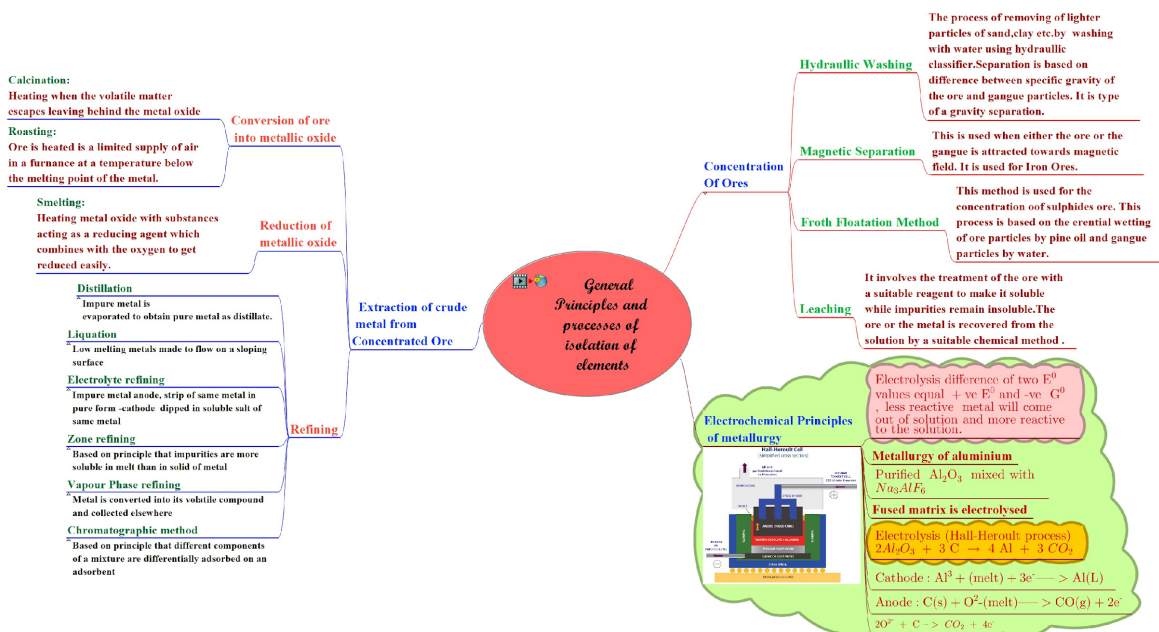 General
Principles and
processes of
isolation of
elements
Concentration
Of Ores
Hydraullic Washing
The process of removing of lighter
particles of sand,clay etc.by washing
with water using hydraullic
classifier.Separation is based on
difference between specific gravity of
the ore and gangue particles. It is type
of a gravity separation.
Magnetic Separation
This is used when either the ore or the
gangue is attracted towards magnetic
field. It is used for Iron Ores.
Froth Floatation Method
This method is used for the
concentration oof sulphides ore. This
process is based on the erential wetting
of ore particles by pine oil and gangue
particles by water.
Leaching
It involves the treatment of the ore with
a suitable reagent to make it soluble
while impurities remain insoluble.The
ore or the metal is recovered from the
solution by a suitable chemical method .
Electrochemical Principles
of metallurgy
Hall-Heroult Cell
(Simplified cross section)
Electrolysis difference of two E⁰
values equal + ve E⁰ and -ve G⁰
, less reactive metal will come
out of solution and more reactive
to the solution.
Metallurgy of aluminium
Purified Al₂O₃ mixed with
Na₃AlF₆
Fused matrix is electrolysed
Electrolysis (Hall-Heroult process)
2Al₂O₃ + 3 C → 4 Al + 3 CO₂
Cathode : Al³ + (melt) + 3e⁻—–> Al(L)
Anode : C(s) + O²-(melt)—–> CO(g) + 2e⁻
2O²⁻ + C –> CO₂ + 4e⁻
Extraction of crude
metal from
Concentrated Ore
Conversion of ore
into metallic oxide
Calcination:
Heating when the volatile matter
escapes leaving behind the metal oxide
Roasting:
Ore is heated is a limited supply of air
in a furnance at a temperature below
the melting point of the metal.
Reduction of
metallic oxide
Smelting:
Heating metal oxide with substances
acting as a reducing agent which
combines with the oxygen to get
reduced easily.
Refining
Distillation
Impure metal is
evaporated to obtain pure metal as distillate.
Liquation
Low melting metals made to flow on a sloping
surface
Electrolyte refining
Impure metal anode, strip of same metal in
pure form -cathode dipped in soluble salt of
same metal
Zone refining
Based on principle that impurities are more
soluble in melt than in solid of metal
Vapour Phase refining
Metal is converted into its volatile compound
and collected elsewhere
Chromatographic method
Based on principle that different components
of a mixture are differentially adsorbed on an
adsorbent